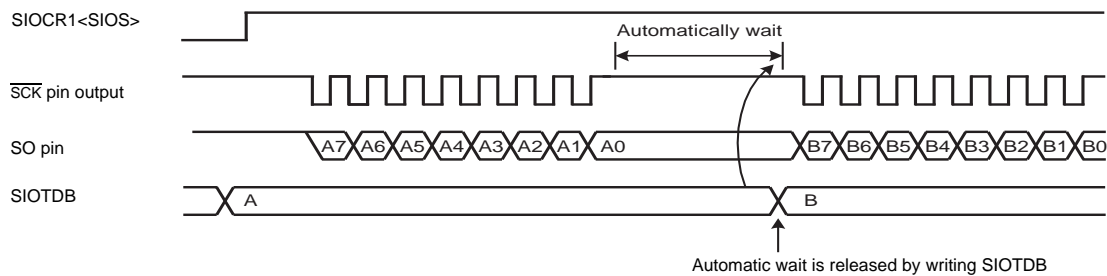 SIOCR1<SIOS>
Automatically wait
SCK pin output
SO pin
A7 A6 A5 A4 A3 A2 A1 A0 B7 B6 B5 B4 B3 B2 B1 B0
SIOTDB
A B
Automatic wait is released by writing SIOTDB